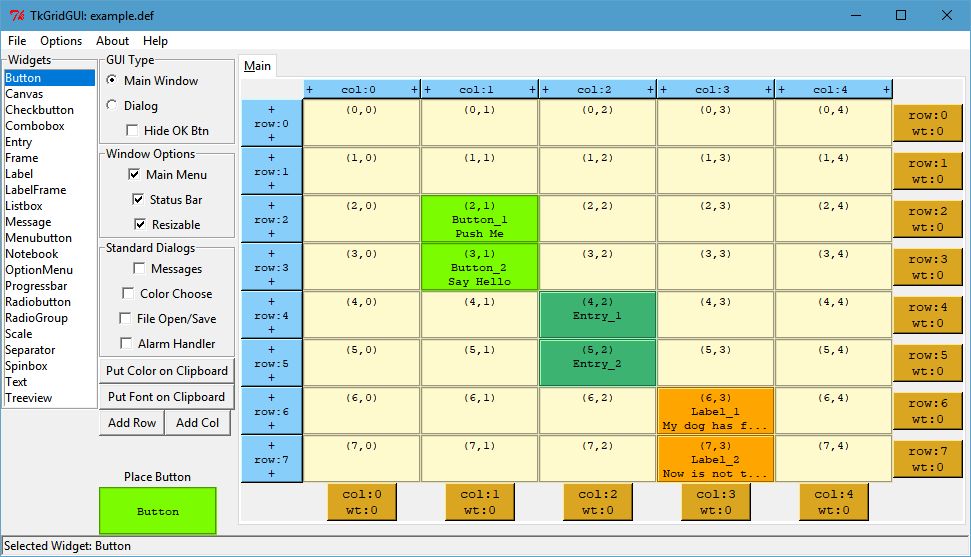 TkGridGUI: example.def
File Options About Help
Widgets
Button
Canvas
Checkbutton
Combobox
Entry
Frame
Label
LabelFrame
Listbox
Message
Menubutton
Notebook
OptionMenu
Progressbar
Radiobutton
RadioGroup
Scale
Separator
Spinbox
Text
Treeview
GUI Type
Main Window
Dialog
Hide OK Btn
Window Options
Main Menu
Status Bar
Resizable
Standard Dialogs
Messages
Color Choose
File Open/Save
Alarm Handler
Put Color on Clipboard
Put Font on Clipboard
Add Row Add Col
Place Button
Button
Main
+ col:0 + + col:1 + + col:2 + + col:3 + + col:4 +
+ (0,0) (0,1) (0,2) (0,3) (0,4)
row:0 row:0
+ wt:0
+ (1,0) (1,1) (1,2) (1,3) (1,4)
row:1 row:1
+ wt:0
+ (2,0) (2,1) (2,2) (2,3) (2,4)
row:2 Button_1 row:2
+ Push Me wt:0
+ (3,0) (3,1) (3,2) (3,3) (3,4)
row:3 Button_2 row:3
+ Say Hello wt:0
+ (4,0) (4,1) (4,2) (4,3) (4,4)
row:4 Entry_1 row:4
+ wt:0
+ (5,0) (5,1) (5,2) (5,3) (5,4)
row:5 Entry_2 row:5
+ wt:0
+ (6,0) (6,1) (6,2) (6,3) (6,4)
row:6 Label_1 row:6
+ My dog has f... wt:0
+ (7,0) (7,1) (7,2) (7,3) (7,4)
row:7 Label_2 row:7
+ Now is not t... wt:0
col:0 col:1 col:2 col:3 col:4
wt:0 wt:0 wt:0 wt:0 wt:0
Selected Widget: Button